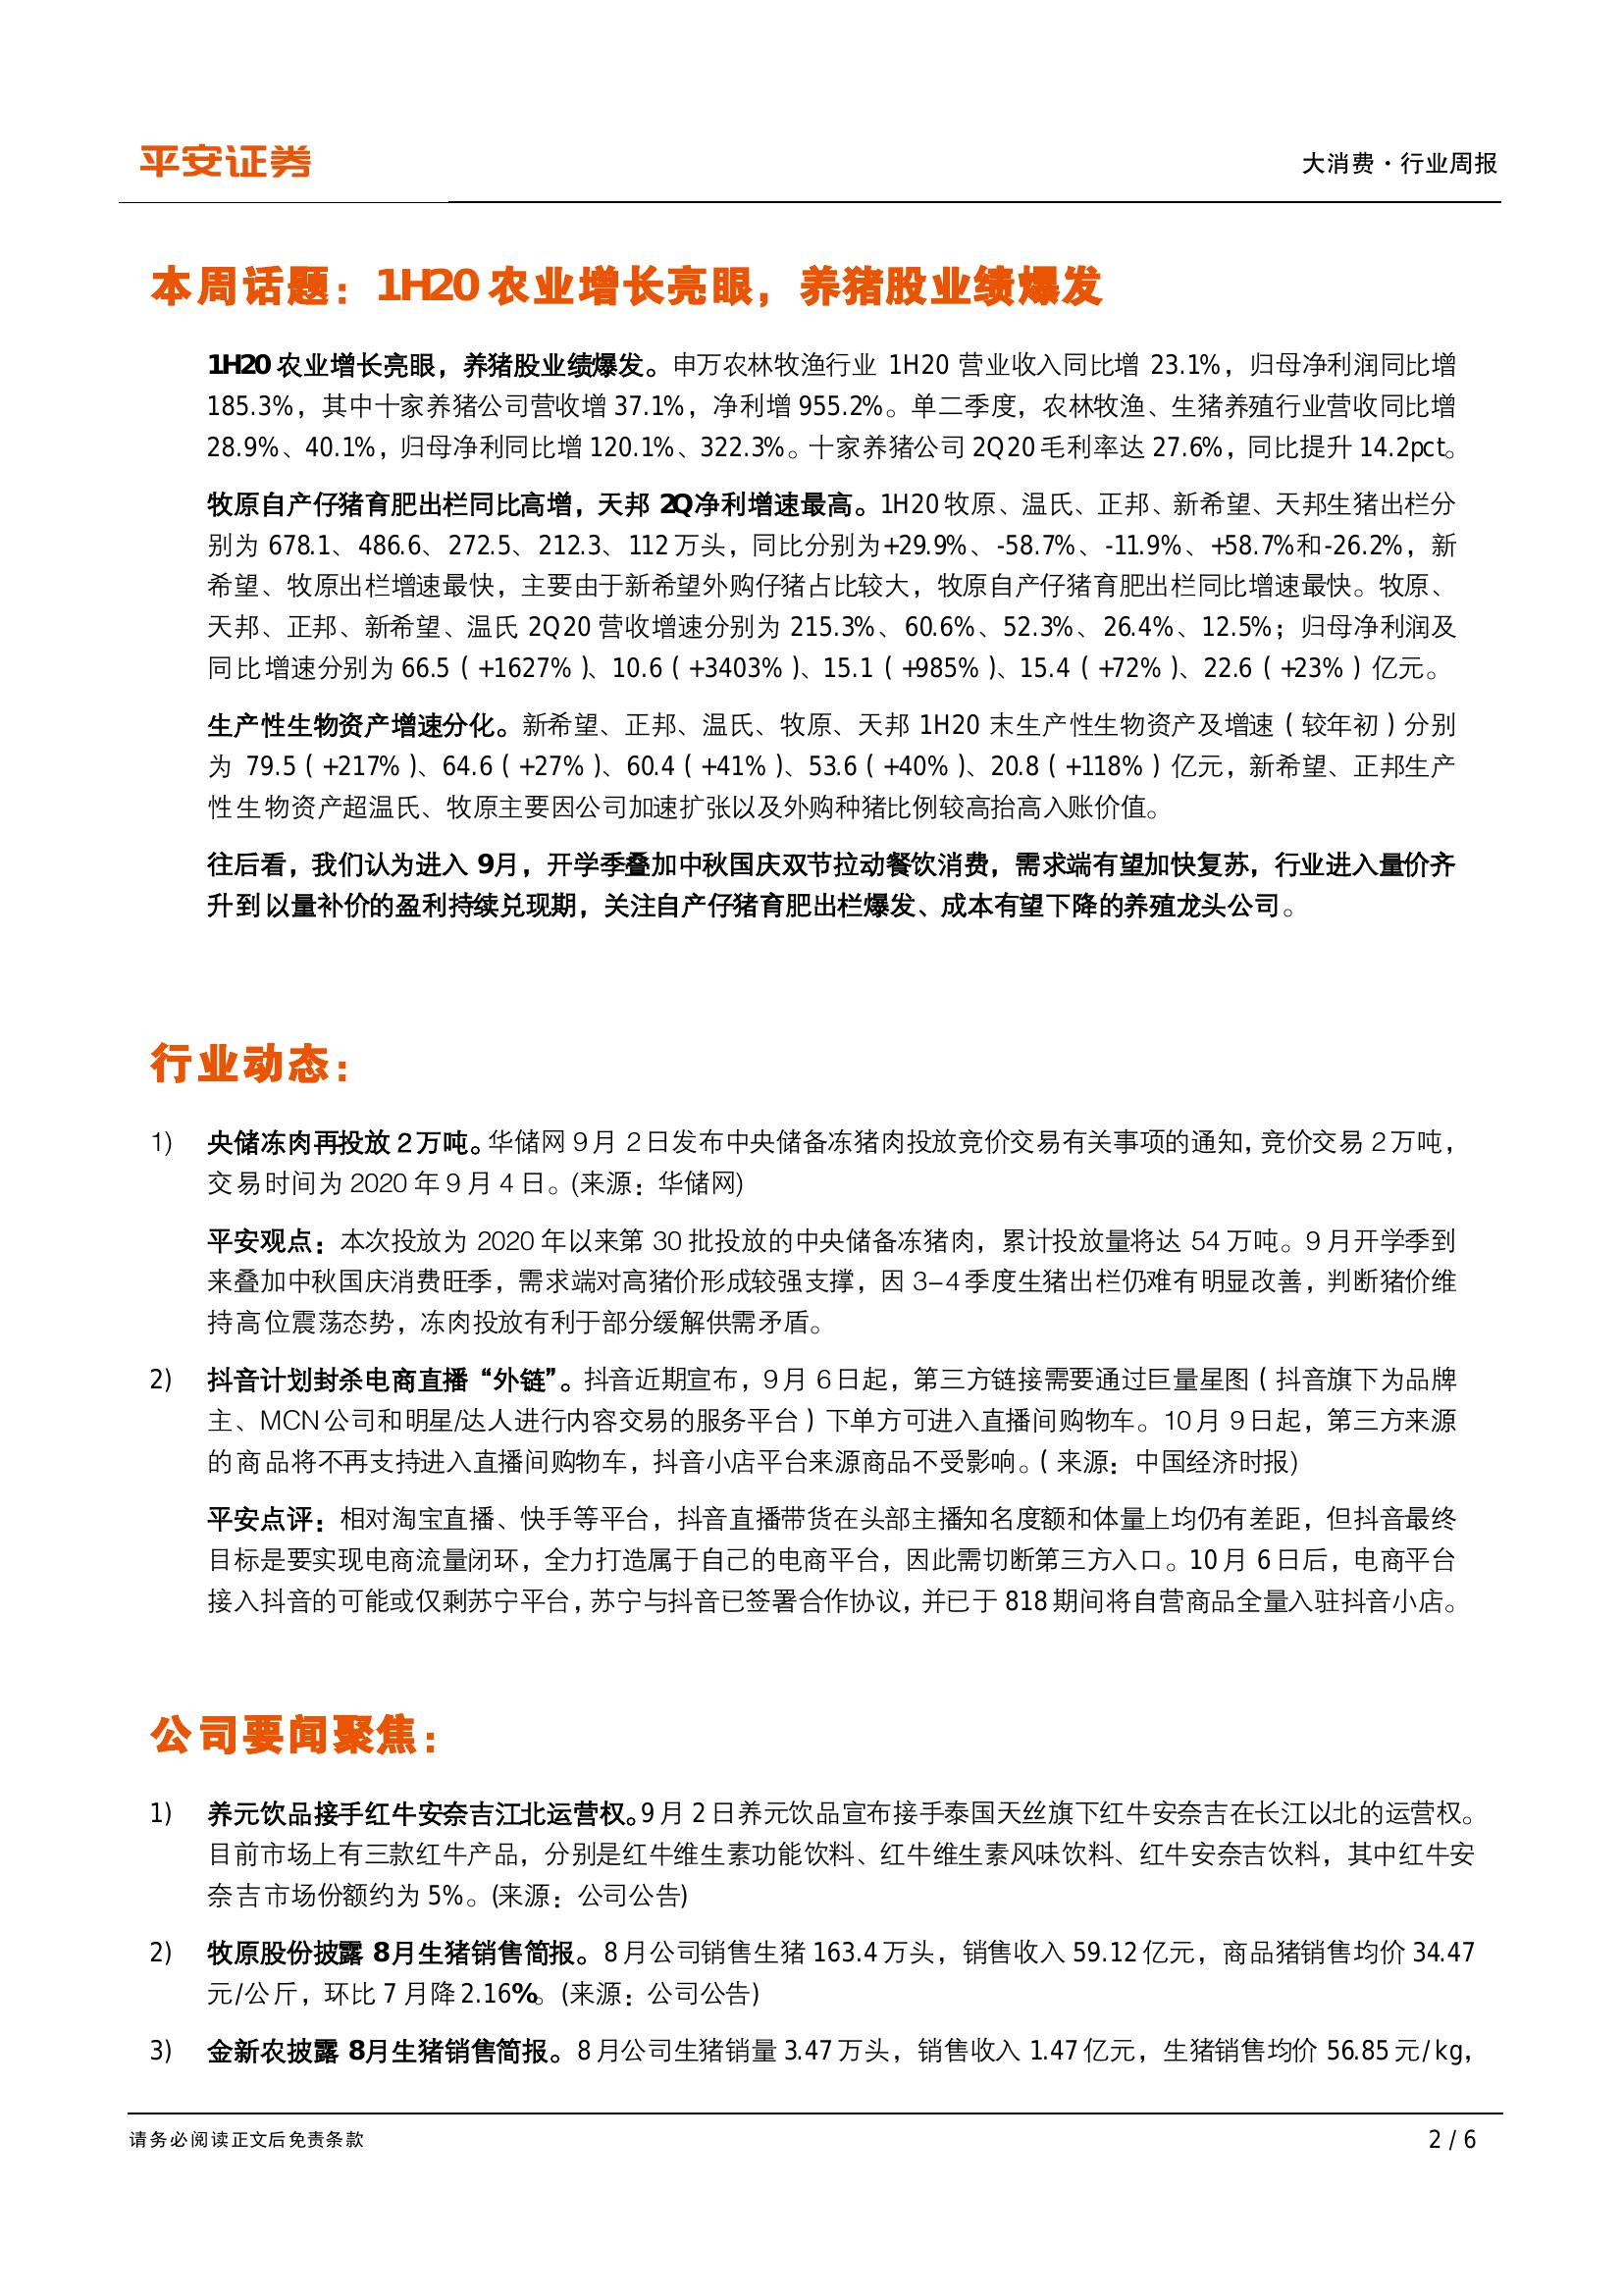 平安证券
大消费·行业周报
本周话题：1H20 农业增长亮眼，养猪股业绩爆发
1H20 农业增长亮眼，养猪股业绩爆发。申万农林牧渔行业 1H20 营业收入同比增 23.1%，归母净利润同比增
185.3%，其中十家养猪公司营收增 37.1%，净利增 955.2%。单二季度，农林牧渔、生猪养殖行业营收同比增
28.9%、40.1%，归母净利同比增 120.1%、322.3%。十家养猪公司 2Q20 毛利率达 27.6%，同比提升 14.2pct。
牧原自产仔猪育肥出栏同比高增，天邦 2Q净利增速最高。1H20 牧原、温氏、正邦、新希望、天邦生猪出栏分
别为 678.1、486.6、272.5、212.3、112 万头，同比分别为+29.9%、-58.7%、-11.9%、+58.7%和-26.2%，新
希望、牧原出栏增速最快，主要由于新希望外购仔猪占比较大，牧原自产仔猪育肥出栏同比增速最快。牧原、
天邦、正邦、新希望、温氏 2Q20 营收增速分别为 215.3%、60.6%、52.3%、26.4%、12.5%；归母净利润及
同比增速分别为 66.5（+1627%）、10.6（+3403%）、15.1（+985%）、15.4（+72%）、22.6（+23%）亿元。
生产性生物资产增速分化。新希望、正邦、温氏、牧原、天邦 1H20 末生产性生物资产及增速（较年初）分别
为 79.5（+217%）、64.6（+27%）、60.4（+41%）、53.6（+40%）、20.8（+118%）亿元，新希望、正邦生产
性生物资产超温氏、牧原主要因公司加速扩张以及外购种猪比例较高抬高入账价值。
往后看，我们认为进入 9月，开学季叠加中秋国庆双节拉动餐饮消费，需求端有望加快复苏，行业进入量价齐
升到以量补价的盈利持续兑现期，关注自产仔猪育肥出栏爆发、成本有望下降的养殖龙头公司。
行业动态：
1) 央储冻肉再投放 2 万吨。华储网 9 月 2 日发布中央储备冻猪肉投放竞价交易有关事项的通知，竞价交易 2 万吨，
交易时间为 2020 年 9 月 4 日。(来源：华储网)
平安观点：本次投放为 2020 年以来第 30 批投放的中央储备冻猪肉，累计投放量将达 54 万吨。9 月开学季到
来叠加中秋国庆消费旺季，需求端对高猪价形成较强支撑，因 3-4 季度生猪出栏仍难有明显改善，判断猪价维
持高位震荡态势，冻肉投放有利于部分缓解供需矛盾。
2) 抖音计划封杀电商直播“外链”。抖音近期宣布，9 月 6 日起，第三方链接需要通过巨量星图（抖音旗下为品牌
主、MCN 公司和明星/达人进行内容交易的服务平台）下单方可进入直播间购物车。10 月 9 日起，第三方来源
的商品将不再支持进入直播间购物车，抖音小店平台来源商品不受影响。（来源：中国经济时报)
平安点评：相对淘宝直播、快手等平台，抖音直播带货在头部主播知名度额和体量上均仍有差距，但抖音最终
目标是要实现电商流量闭环，全力打造属于自己的电商平台，因此需切断第三方入口。10 月 6 日后，电商平台
接入抖音的可能或仅剩苏宁平台，苏宁与抖音已签署合作协议，并已于 818 期间将自营商品全量入驻抖音小店。
公司要闻聚焦：
1) 养元饮品接手红牛安奈吉江北运营权。9 月 2 日养元饮品宣布接手泰国天丝旗下红牛安奈吉在长江以北的运营权。
目前市场上有三款红牛产品，分别是红牛维生素功能饮料、红牛维生素风味饮料、红牛安奈吉饮料，其中红牛安
奈吉市场份额约为 5%。(来源：公司公告)
2) 牧原股份披露 8月生猪销售简报。8 月公司销售生猪 163.4 万头，销售收入 59.12 亿元，商品猪销售均价 34.47
元/公斤，环比 7 月降 2.16%。(来源：公司公告)
3) 金新农披露 8月生猪销售简报。8 月公司生猪销量 3.47 万头，销售收入 1.47 亿元，生猪销售均价 56.85 元/kg，
请务必阅读正文后免责条款
2 / 6